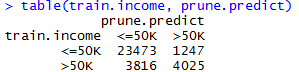 > table(train.income, prune.predict)
prune.predict
train.income <=50K >50K
<=50K 23473 1247
>50K 3816 4025